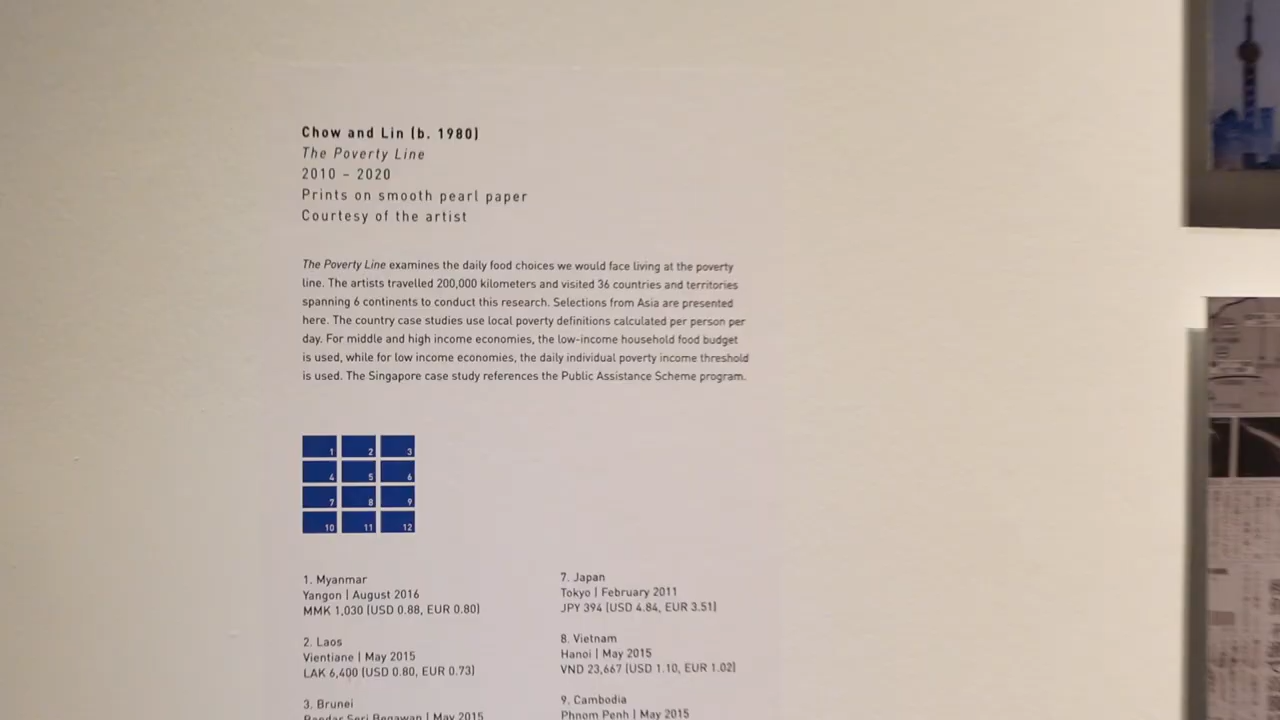 Chow and Lin (b. 1980)
The Poverty Line
2010 – 2020
Prints on smooth pearl paper
Courtesy of the artist
The Poverty Line examines the daily food choices we would face living at the poverty
line. The artists travelled 200,000 kilometers and visited 36 countries and territories
spanning 6 continents to conduct this research. Selections from Asia are presented
here. The country case studies use local poverty definitions calculated per person per
day. For middle and high income economies, the low-income household food budget
is used, while for low income economies, the daily individual poverty income threshold
is used. The Singapore case study references the Public Assistance Scheme program.
1 2 3
4 5 6
7 8 9
10 11 12
1. Myanmar
Yangon | August 2016
MMK 1,030 (USD 0.88, EUR 0.80)
2. Laos
Vientiane | May 2015
LAK 6,400 (USD 0.80, EUR 0.73)
3. Brunei
Bandar Seri Begawan | May 2015
7. Japan
Tokyo | February 2011
JPY 394 (USD 4.84, EUR 3.51)
8. Vietnam
Hanoi | May 2015
VND 23,667 (USD 1.10, EUR 1.02)
9. Cambodia
Phnom Penh | May 2015